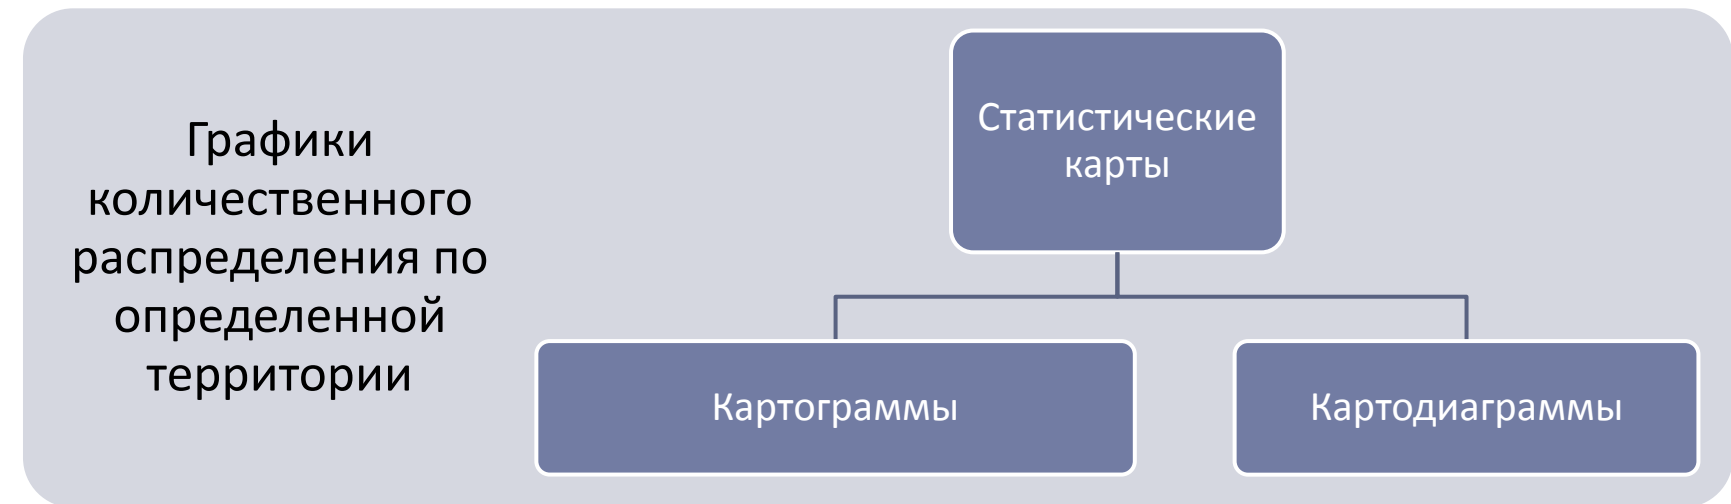 Графики
количественного
распределения по
определенной
территории
Статистические
карты
Картограммы
Картодиаграммы